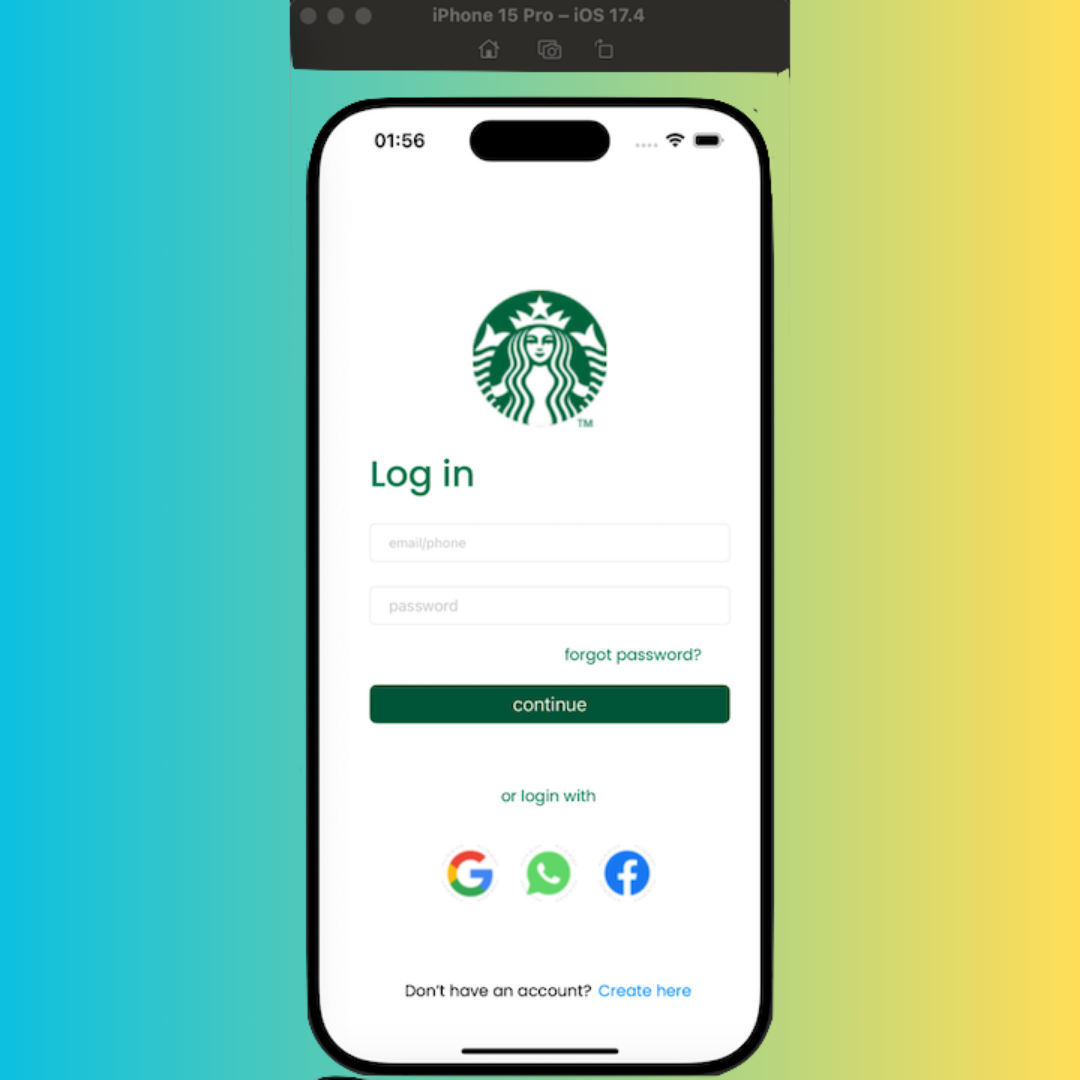 iPhone 15 Pro – iOS 17.4
01:56
TM
Log in
email/phone
password
forgot password?
continue
or login with
Don't have an account? Create here